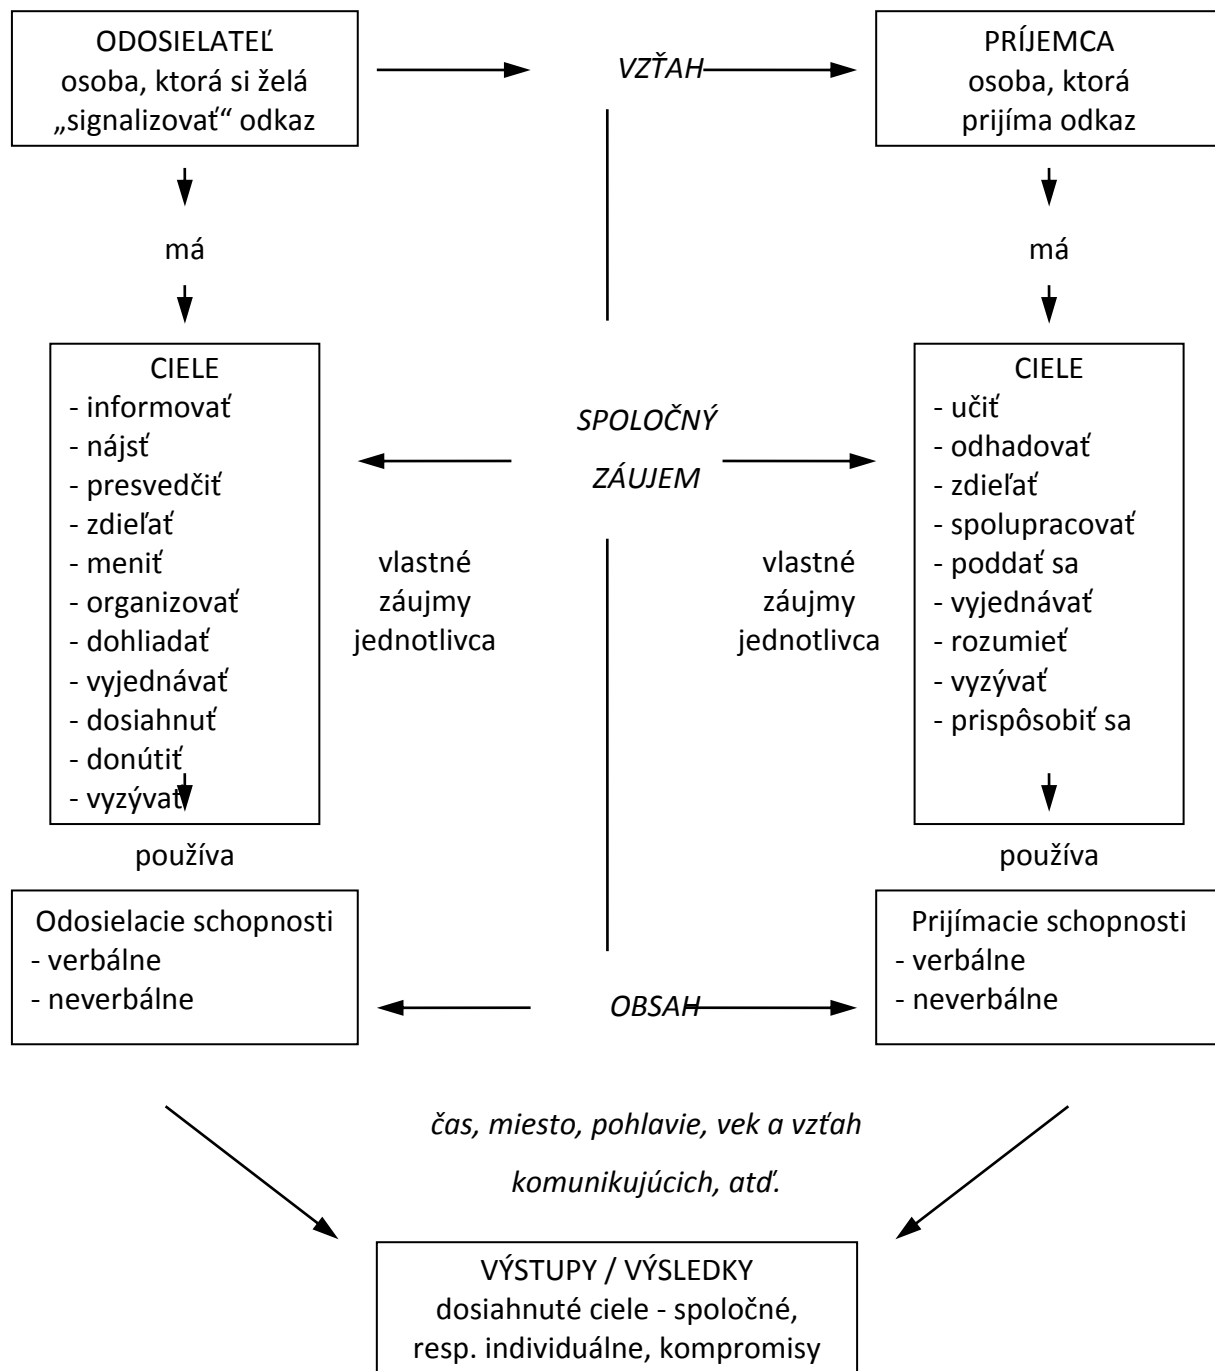 ODOSIELATEĽ
osoba, ktorá si želá
„signalizovať“ odkaz
VZŤAH
PRÍJEMCA
osoba, ktorá
prijíma odkaz
má
má
CIELE
- informovať
- nájsť
- presvedčiť
- zdieľať
- meniť
- organizovať
- dohliadať
- vyjednávať
- dosiahnuť
- donútiť
- vyzývať
SPOLOČNÝ
ZÁUJEM
vlastné
záujmy
jednotlivca
vlastné
záujmy
jednotlivca
CIELE
- učiť
- odhadovať
- zdieľať
- spolupracovať
- poddať sa
- vyjednávať
- rozumieť
- vyzývať
- prispôsobiť sa
používa
používa
Odosielacie schopnosti
- verbálne
- neverbálne
OBSAH
Prijímacie schopnosti
- verbálne
- neverbálne
čas, miesto, pohlavie, vek a vzťah
komunikujúcich, atď.
VÝSTUPY / VÝSLEDKY
dosiahnuté ciele - spoločné,
resp. individuálne, kompromisy